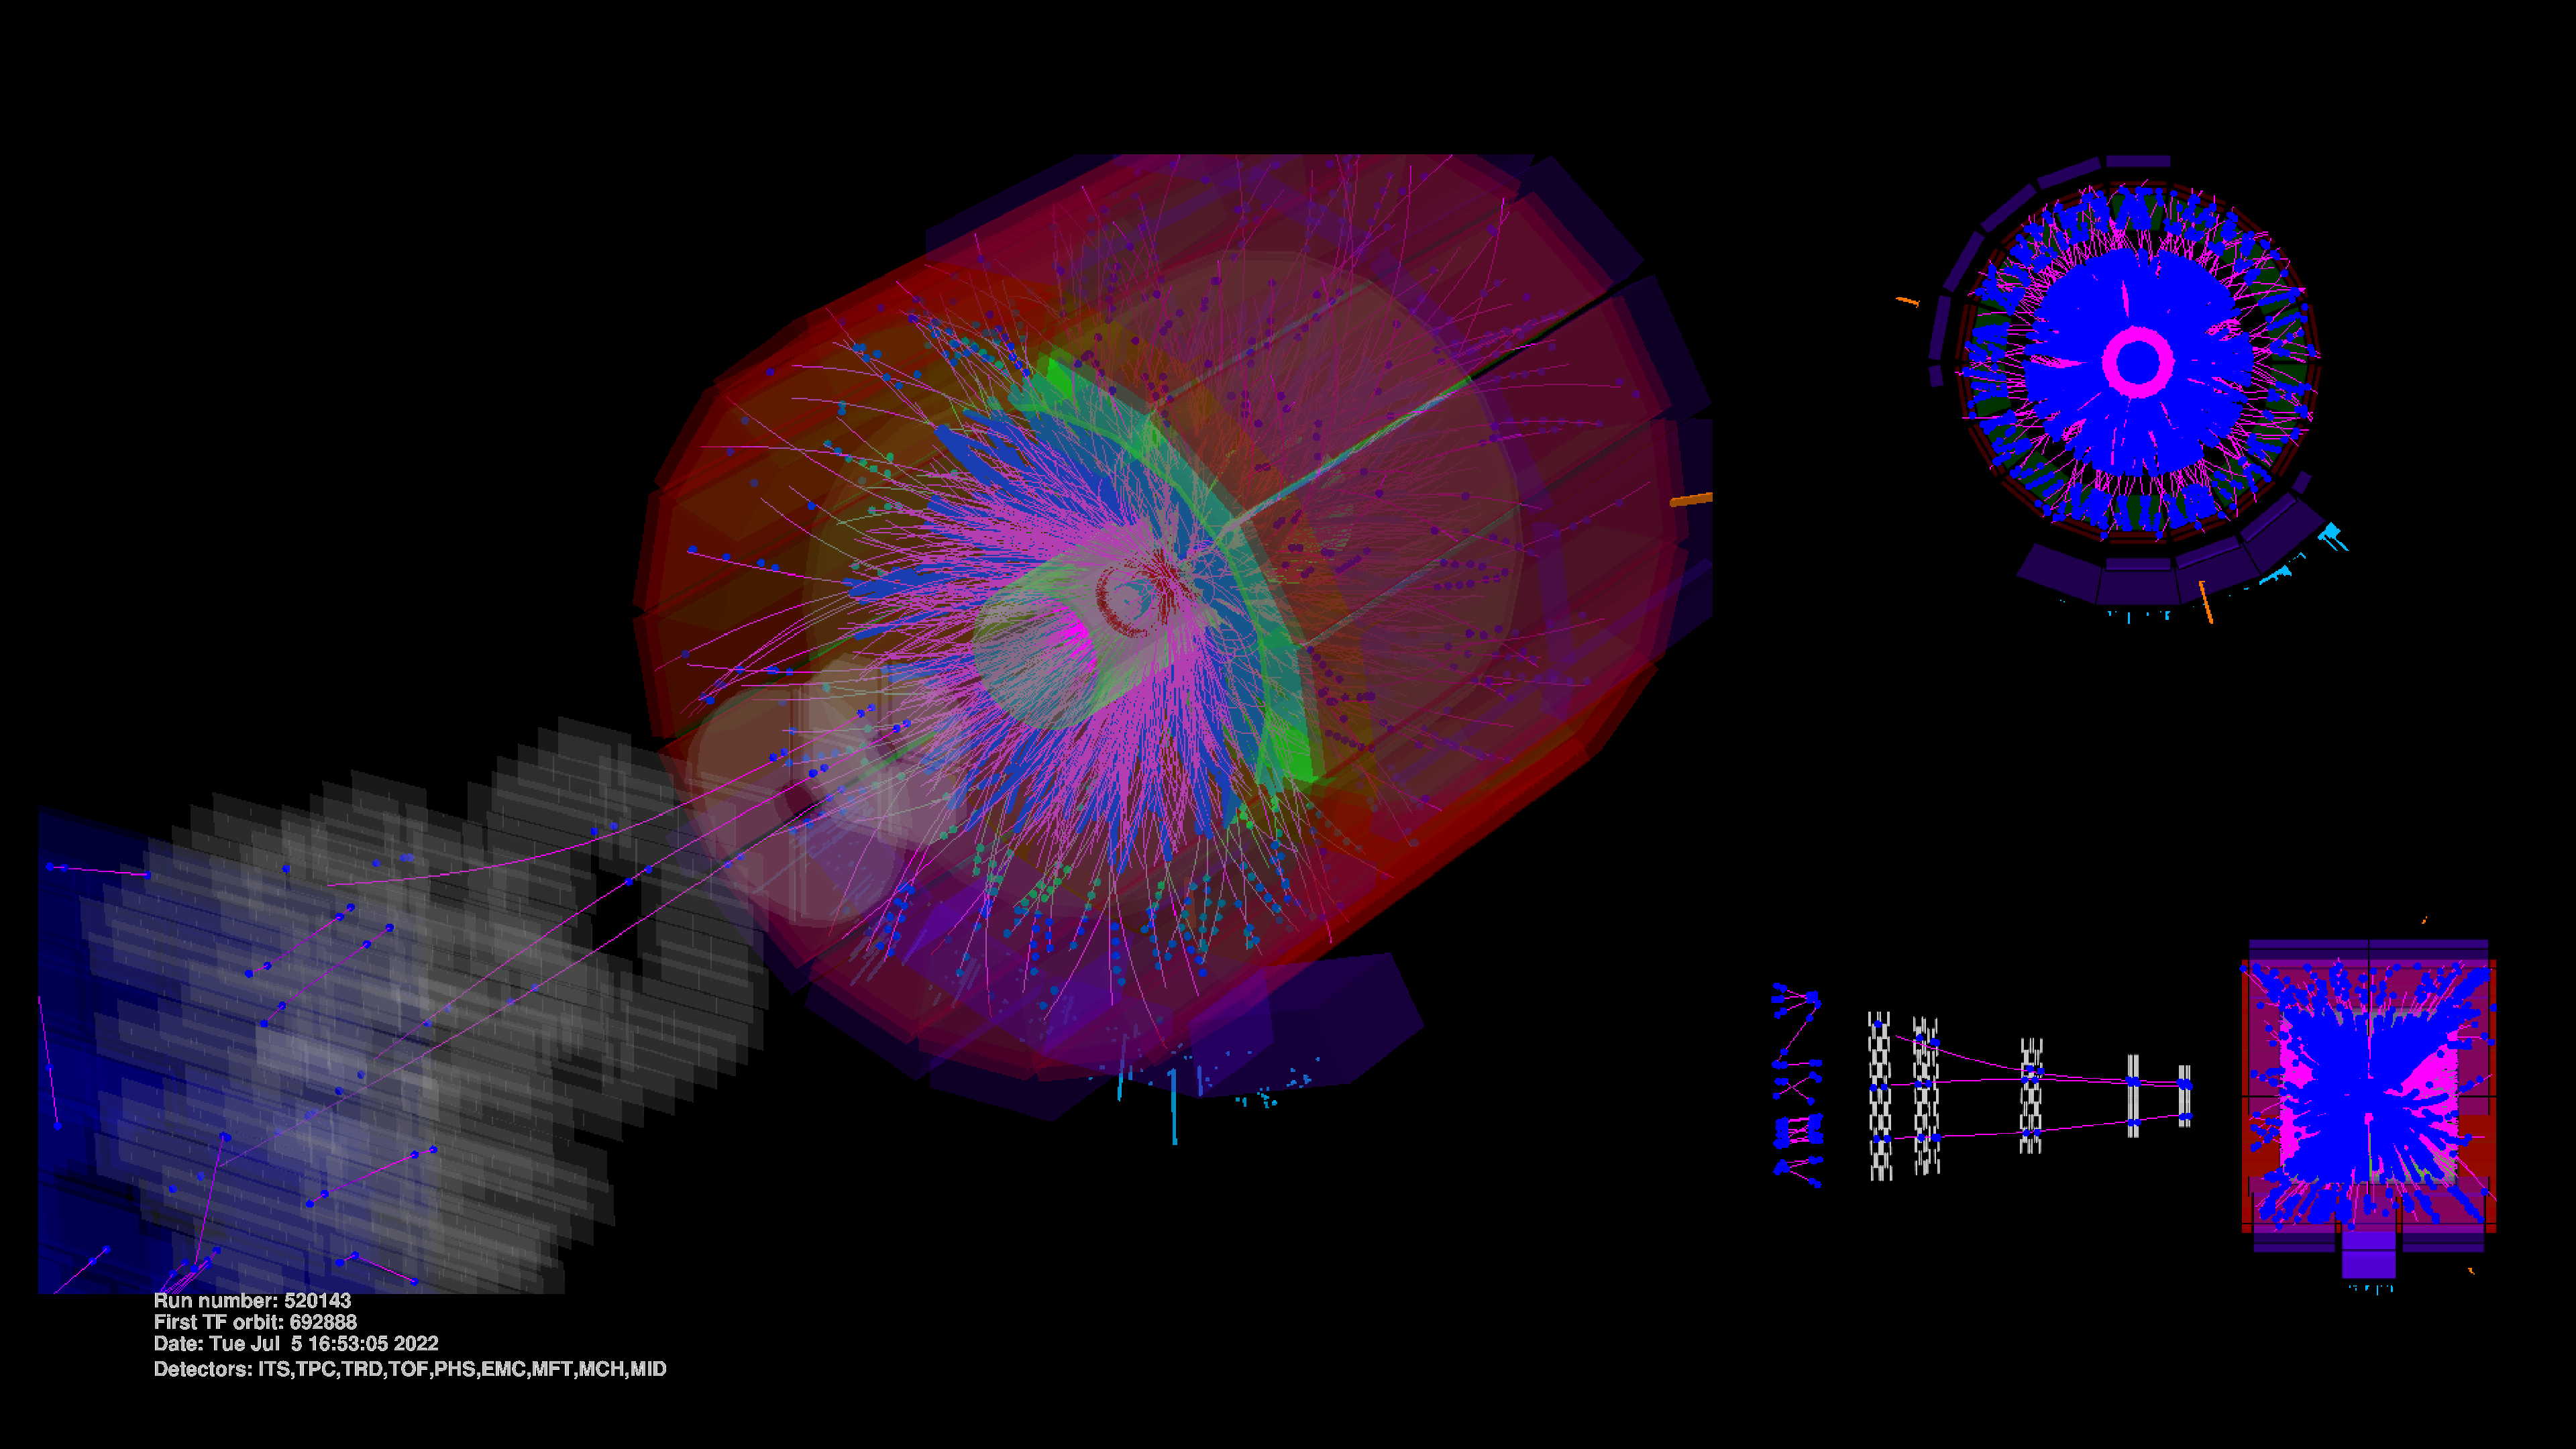 Run number: 520143
First TF orbit: 692888
Date: Tue Jul  5 16:53:05 2022
Detectors: ITS,TPC,TRD,TOF,PHS,EMC,MFT,MCH,MID